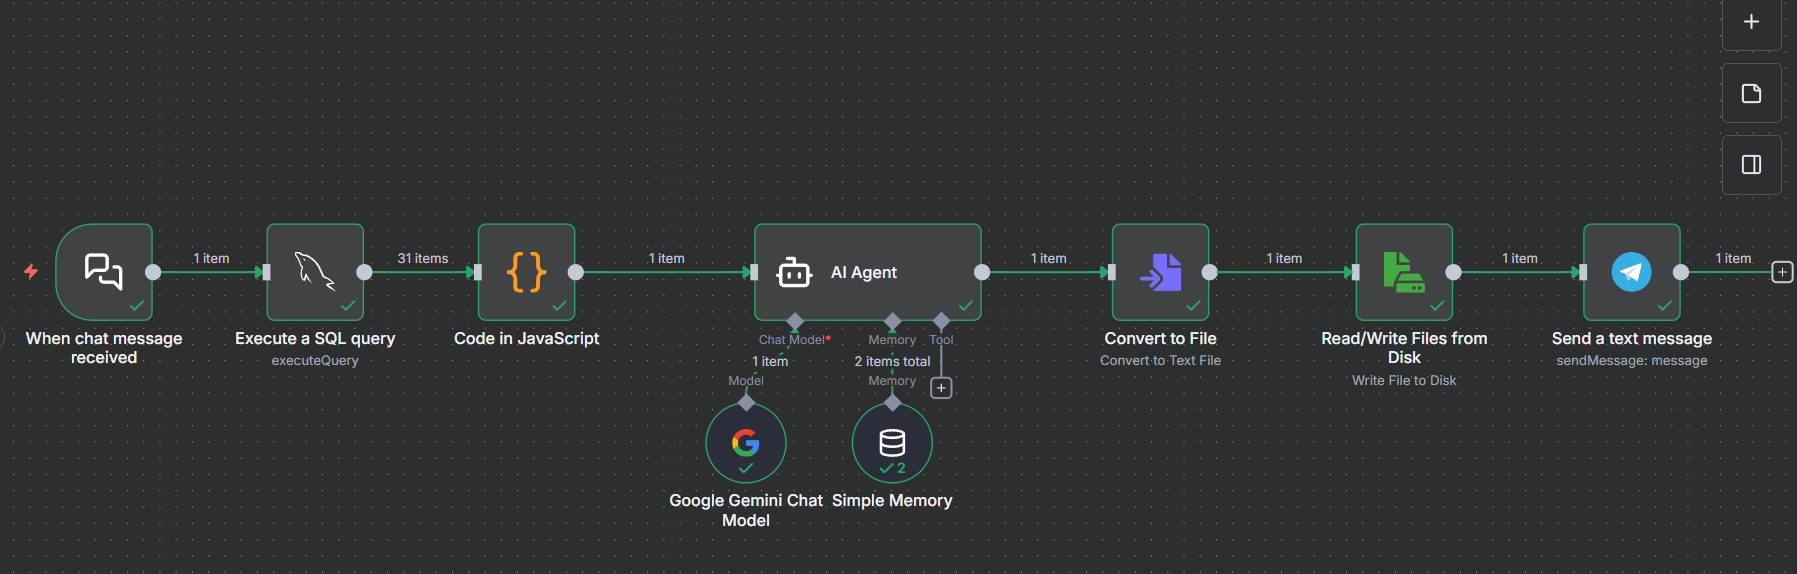 1 item
31 items
1 item
AI Agent
1 item
1 item
1 item
1 item
When chat message
received
Execute a SQL query
executeQuery
Code in JavaScript
Chat Model*
Memory
Tool
1 item
2 items total
Model
Memory
2
Google Gemini Chat
Model
Simple Memory
Convert to File
Convert to Text File
Read/Write Files from
Disk
Write File to Disk
Send a text message
sendMessage: message